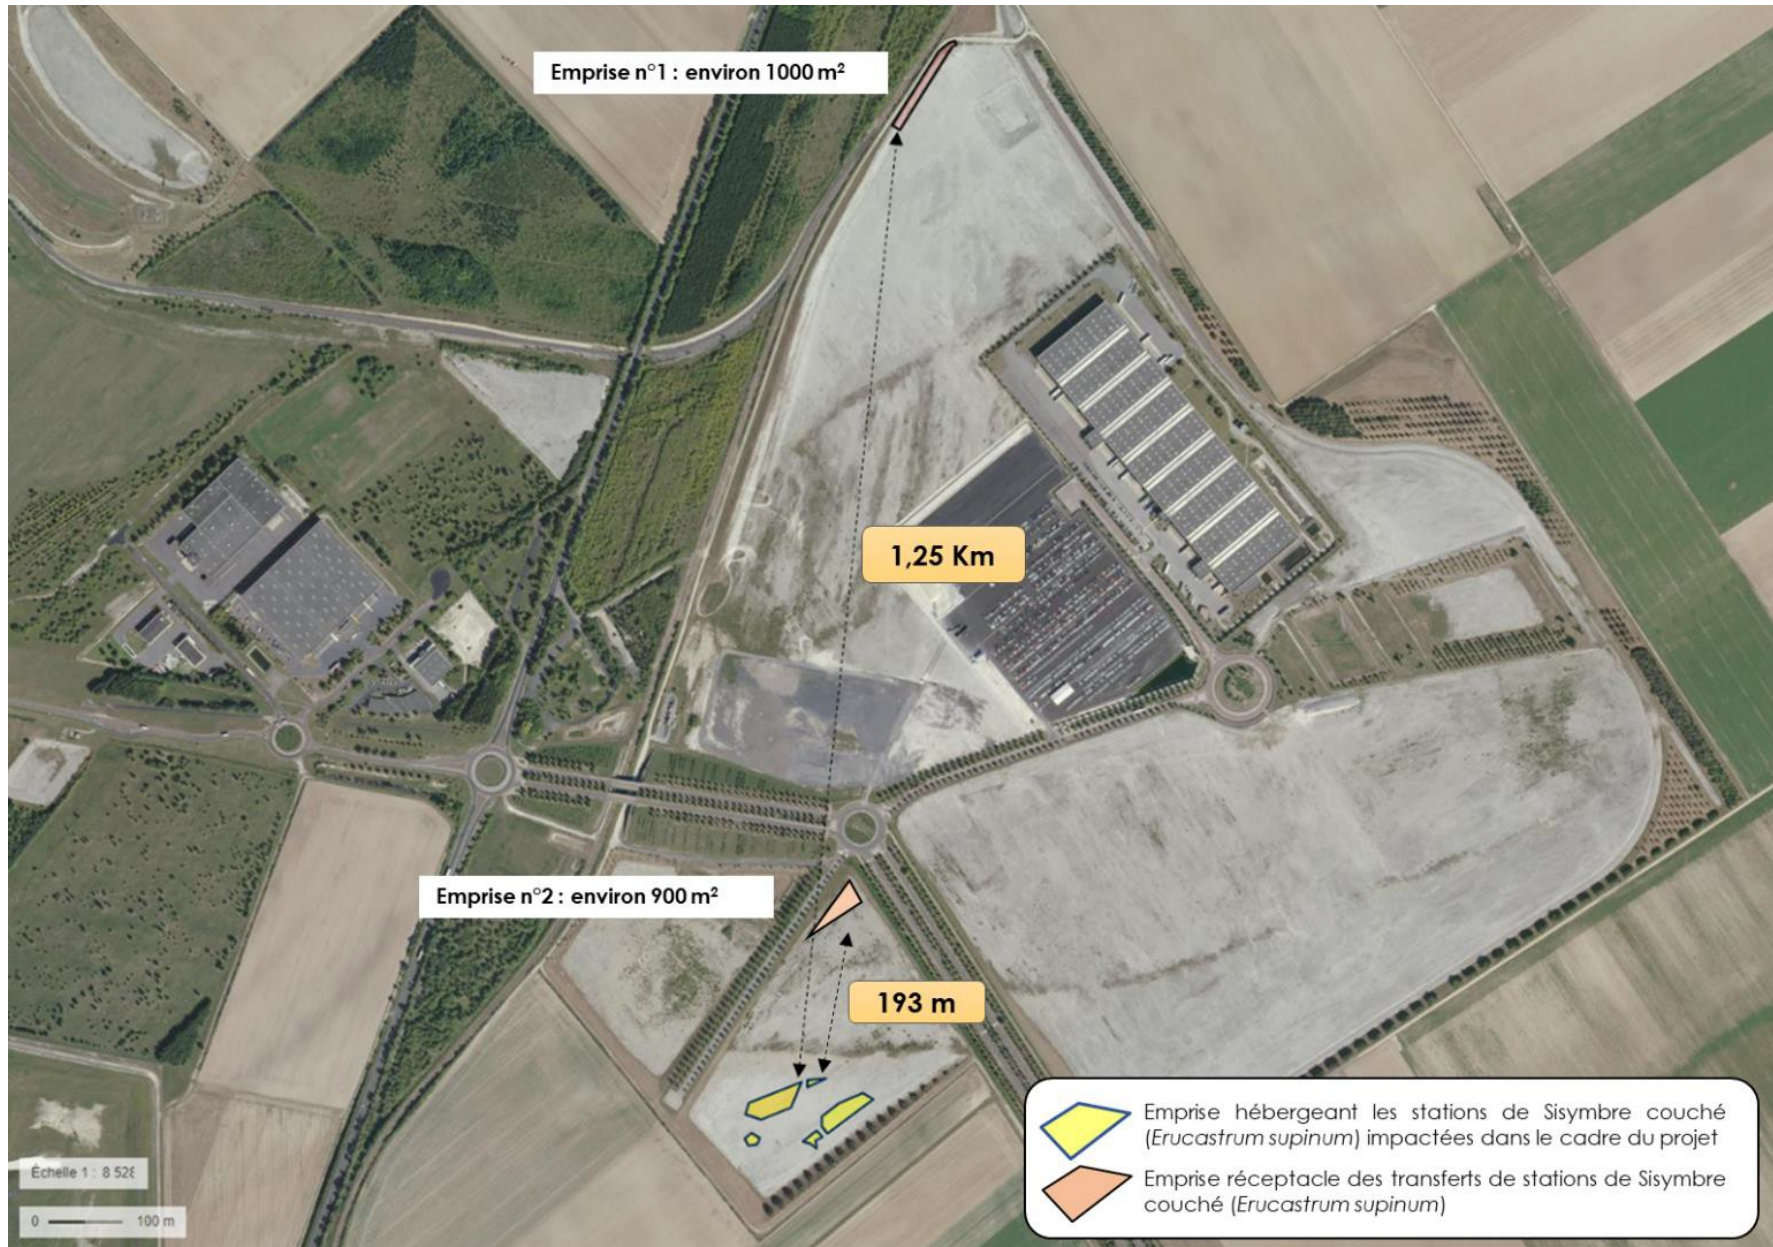 Emprise n°1 : environ 1000 m²
1,25 Km
Emprise n°2 : environ 900 m²
193 m
Emprise hébergeant les stations de Sisymbre couché
(Erucastrum supinum) impactées dans le cadre du projet
Emprise réceptacle des transferts de stations de Sisymbre
couché (Erucastrum supinum)
Échelle 1 : 8 528
0 100 m